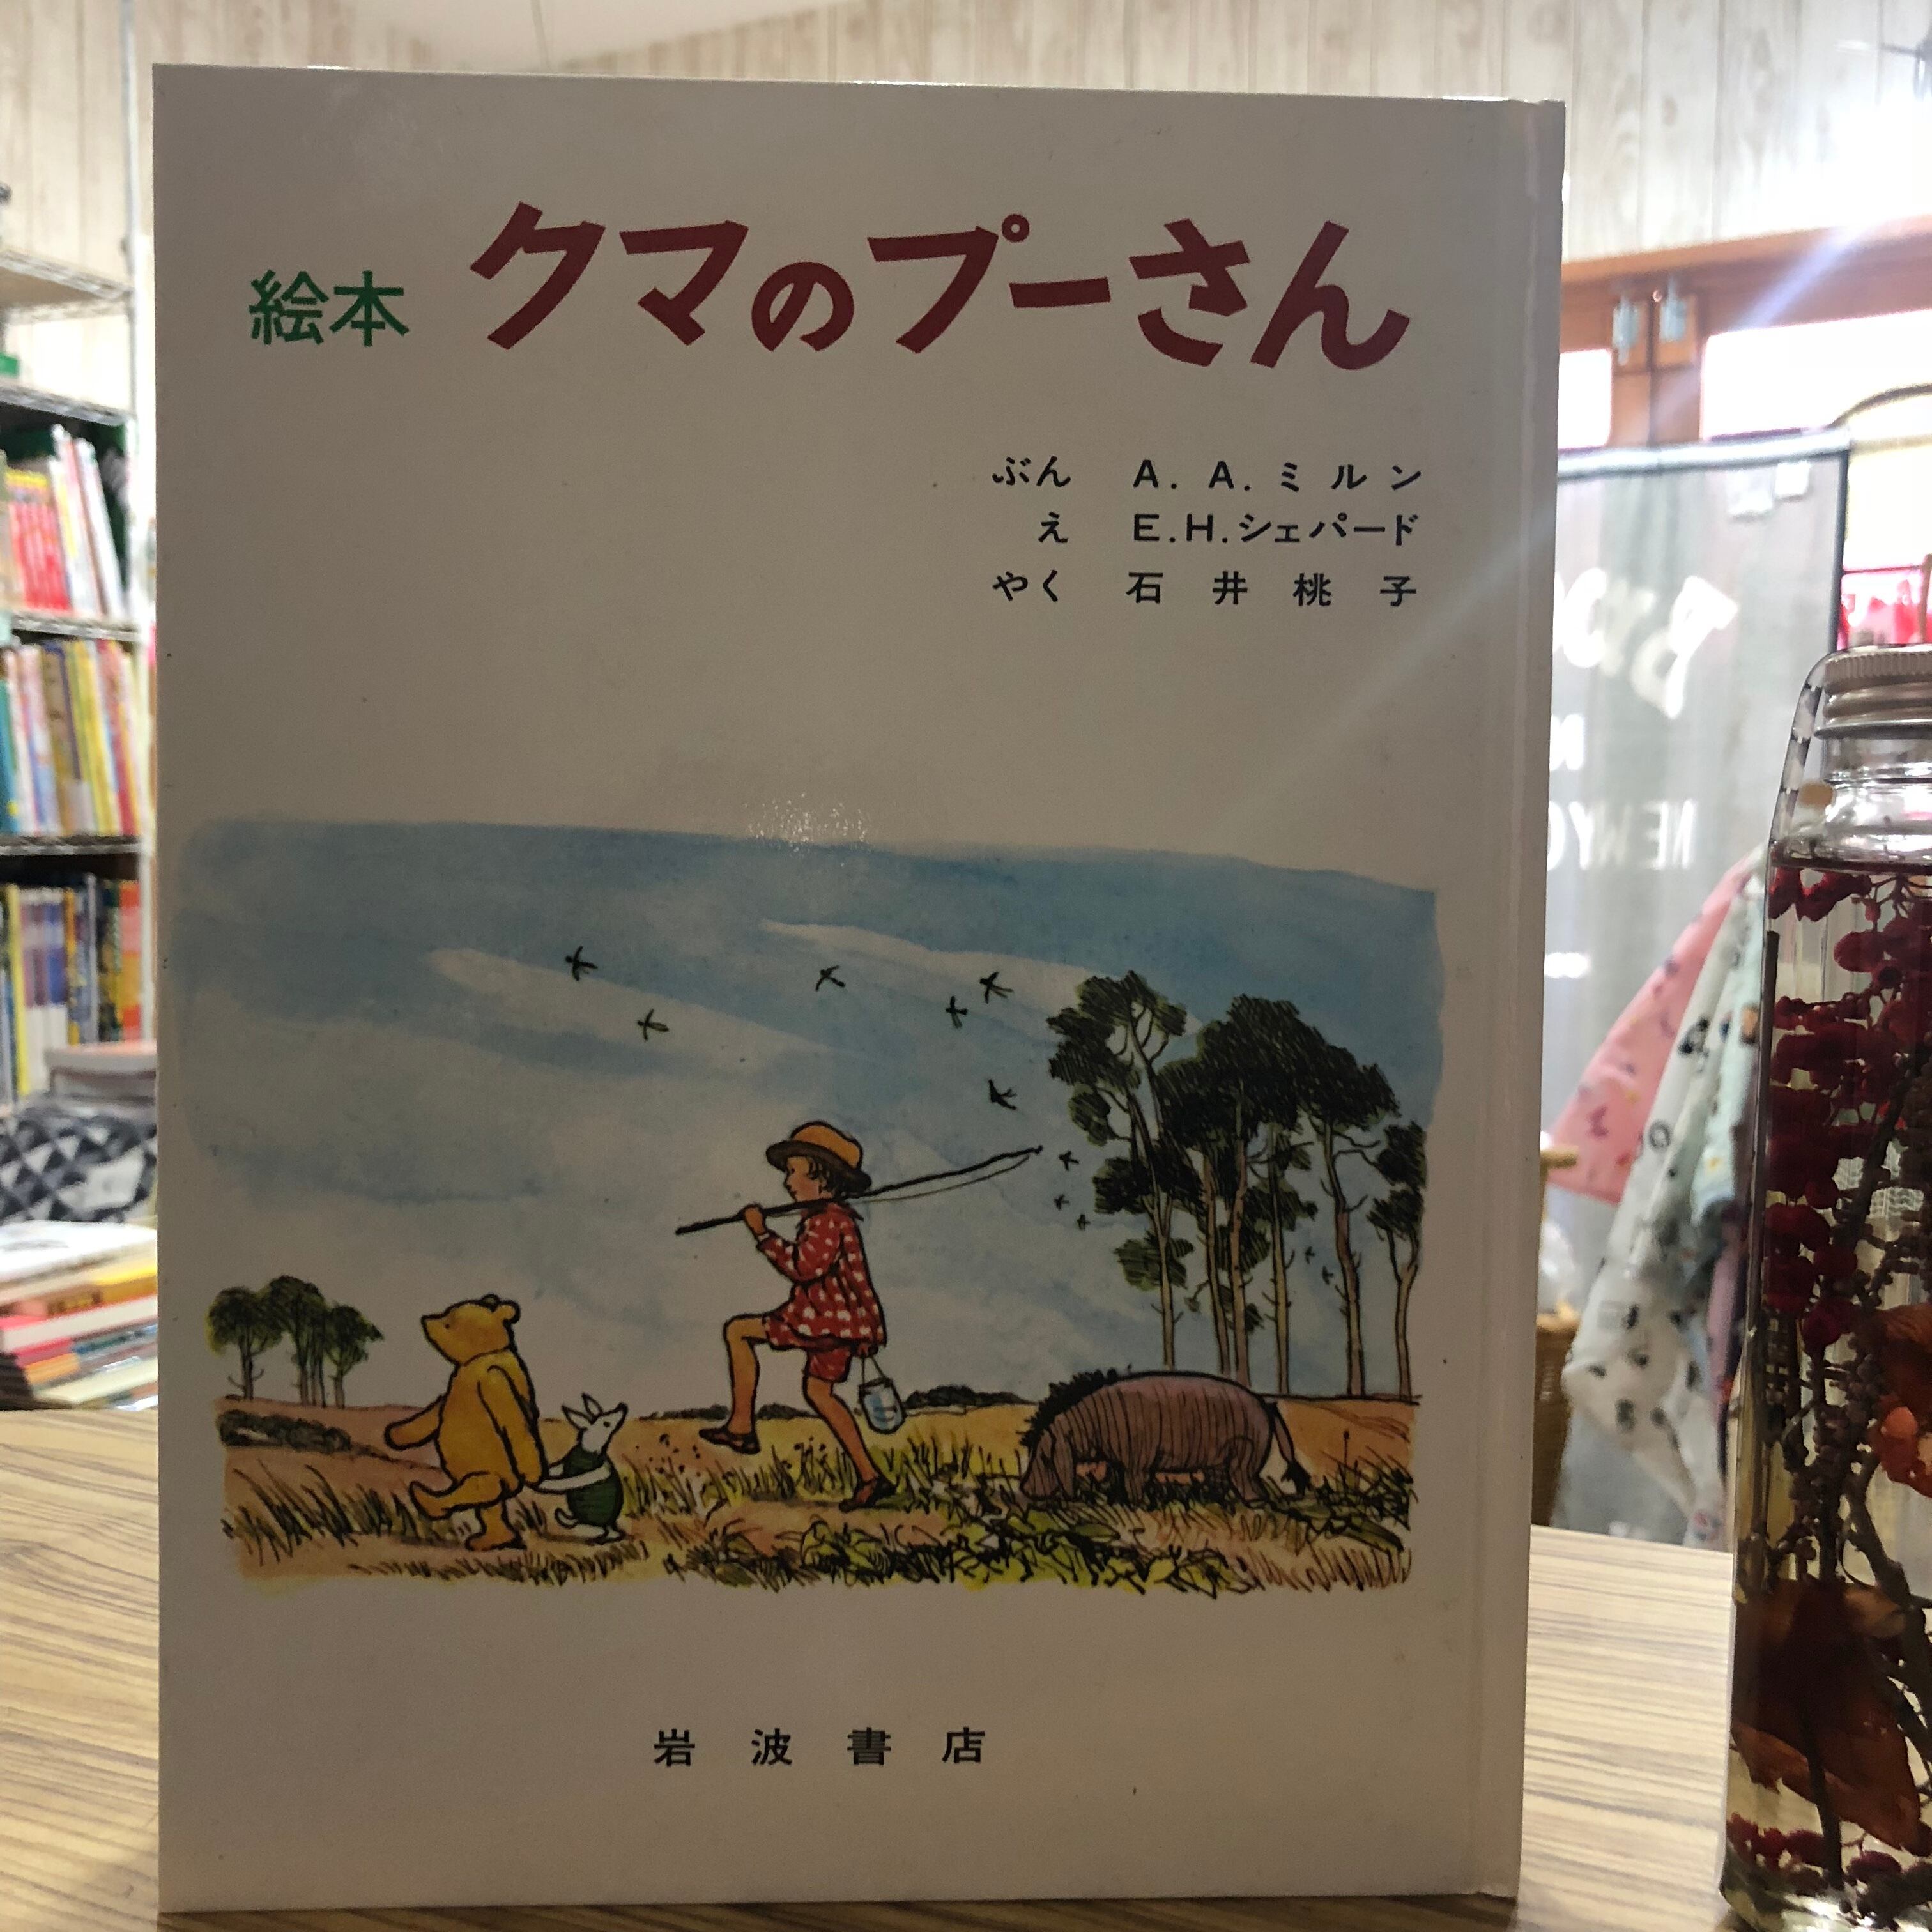 絵本 クマのプーさん
ぶん A. A. ミルン
え E.H.シェパード
やく 石井桃子
岩波書店